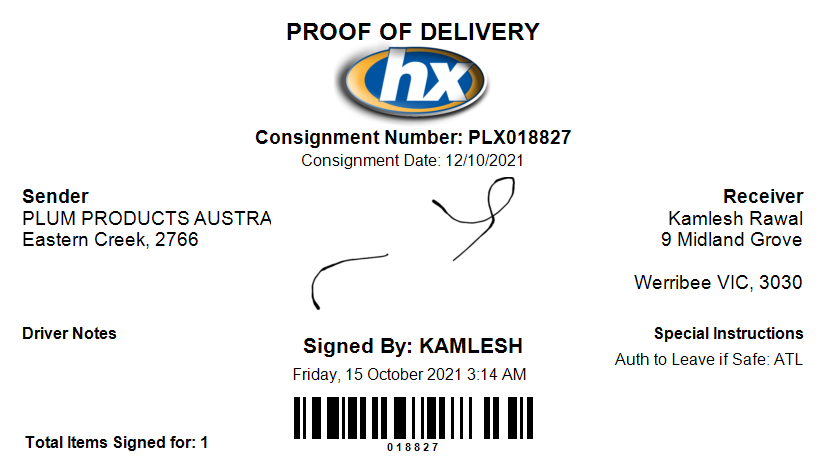 PROOF OF DELIVERY
hx
Consignment Number: PLX018827
Consignment Date: 12/10/2021
Sender
PLUM PRODUCTS AUSTRA
Eastern Creek, 2766
Receiver
Kamlesh Rawal
9 Midland Grove
Werribee VIC, 3030
Driver Notes
Signed By: KAMLESH
Friday, 15 October 2021 3:14 AM
Special Instructions
Auth to Leave if Safe: ATL
Total Items Signed for: 1
018827